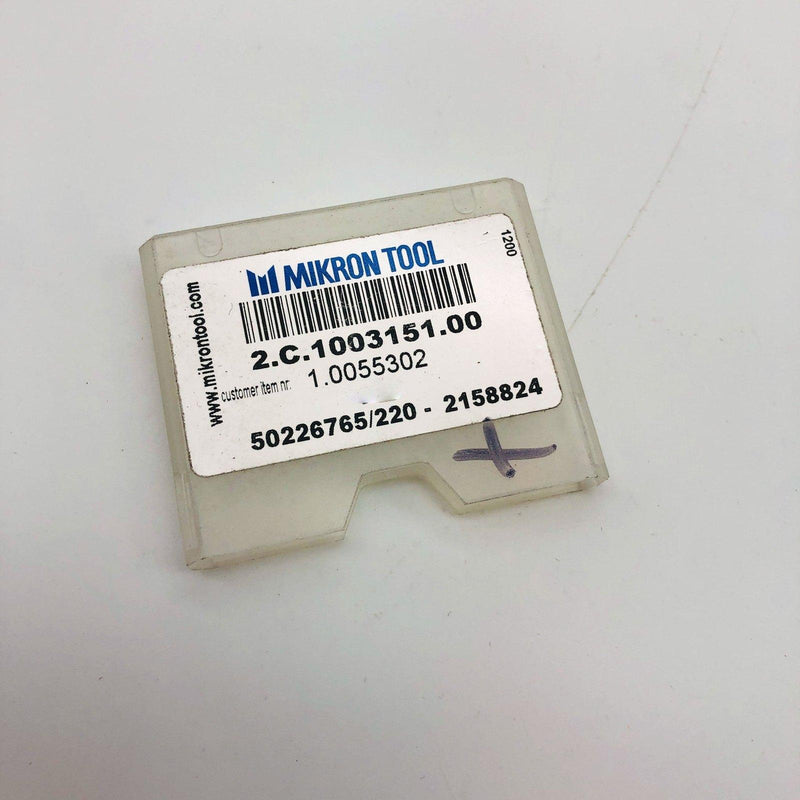 MIKRON TOOL
2.C.1003151.00
customer item nr. 1.0055302
50226765/220 - 2158824
www.mikrontool.com
1200